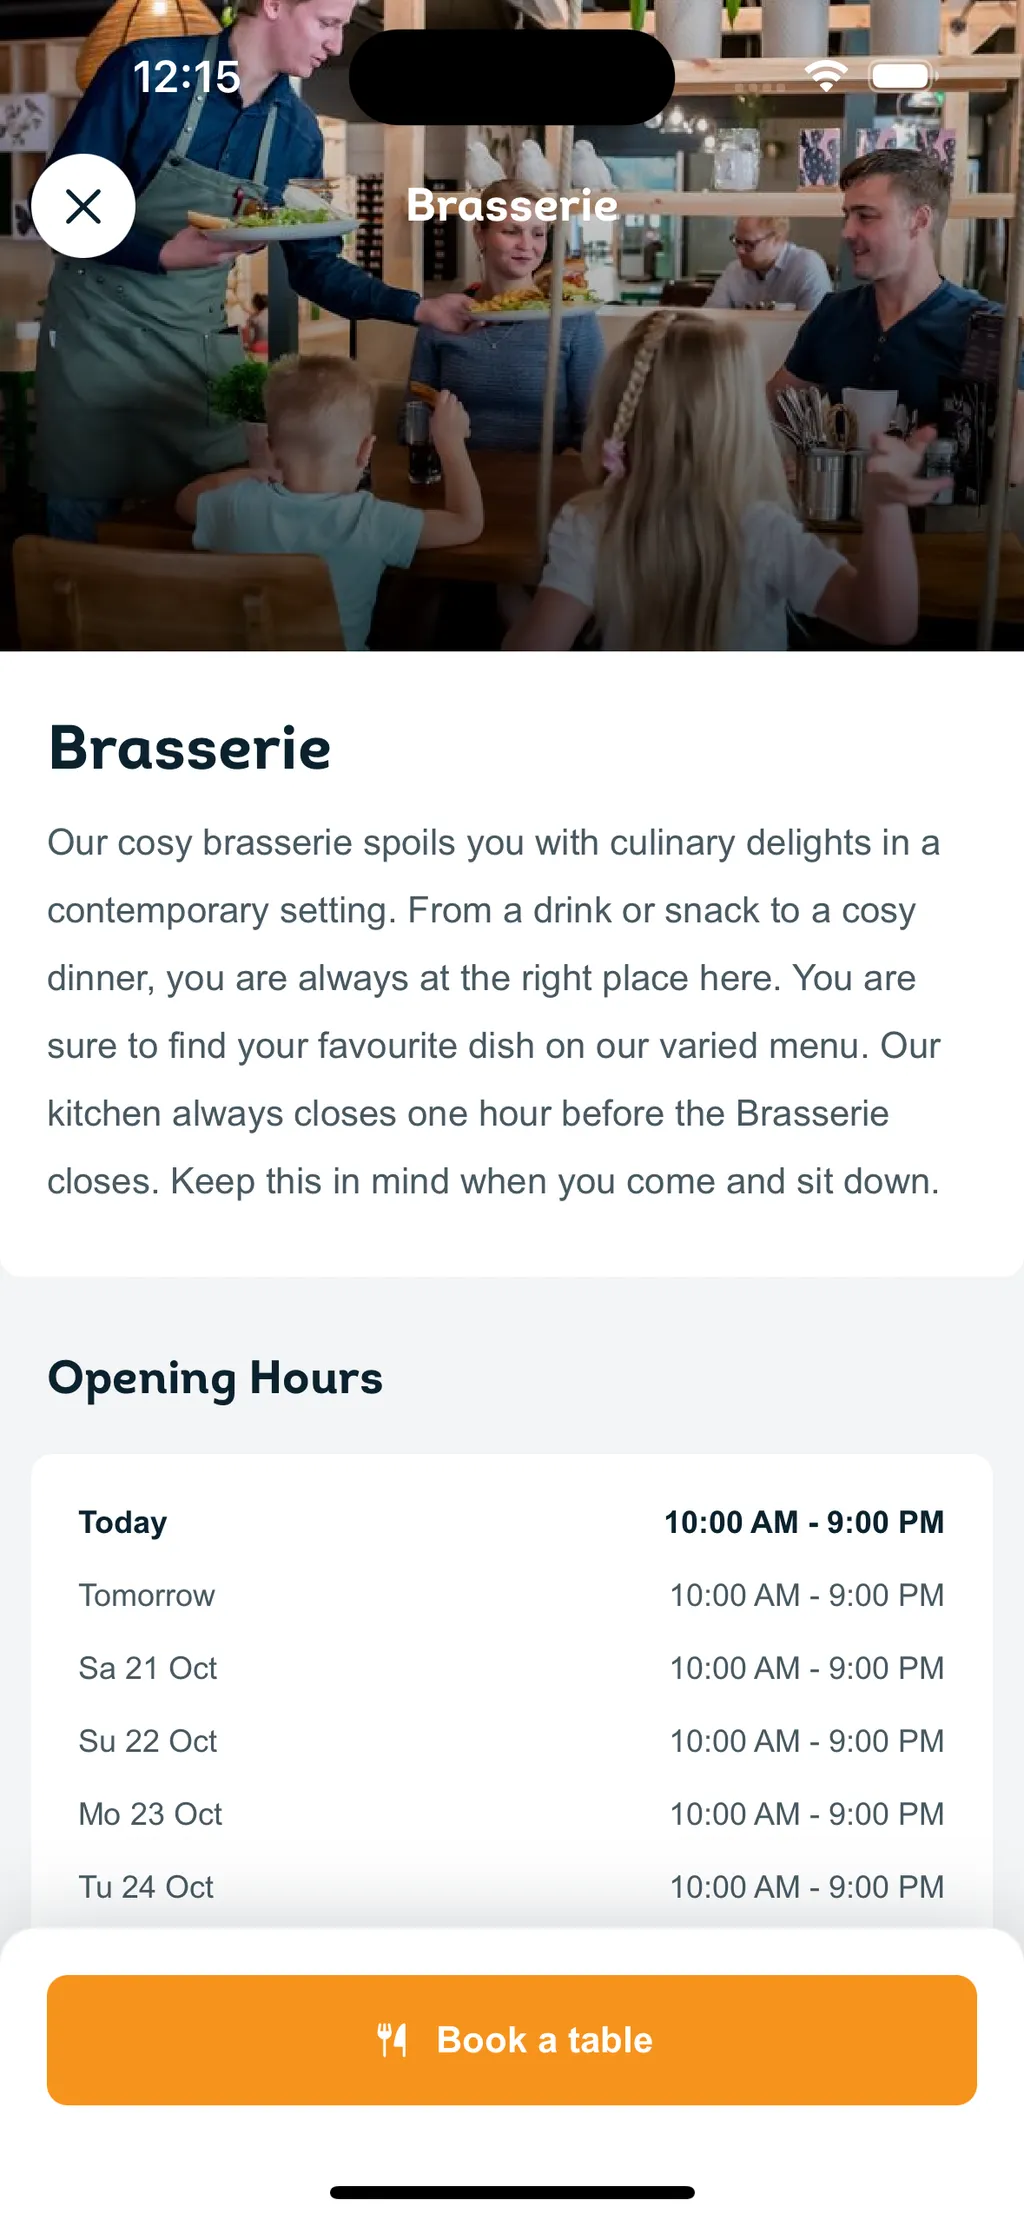 12:15
Brasserie
Brasserie
Our cosy brasserie spoils you with culinary delights in a
contemporary setting. From a drink or snack to a cosy
dinner, you are always at the right place here. You are
sure to find your favourite dish on our varied menu. Our
kitchen always closes one hour before the Brasserie
closes. Keep this in mind when you come and sit down.
Opening Hours
Today 10:00 AM - 9:00 PM
Tomorrow 10:00 AM - 9:00 PM
Sa 21 Oct 10:00 AM - 9:00 PM
Su 22 Oct 10:00 AM - 9:00 PM
Mo 23 Oct 10:00 AM - 9:00 PM
Tu 24 Oct 10:00 AM - 9:00 PM
Book a table